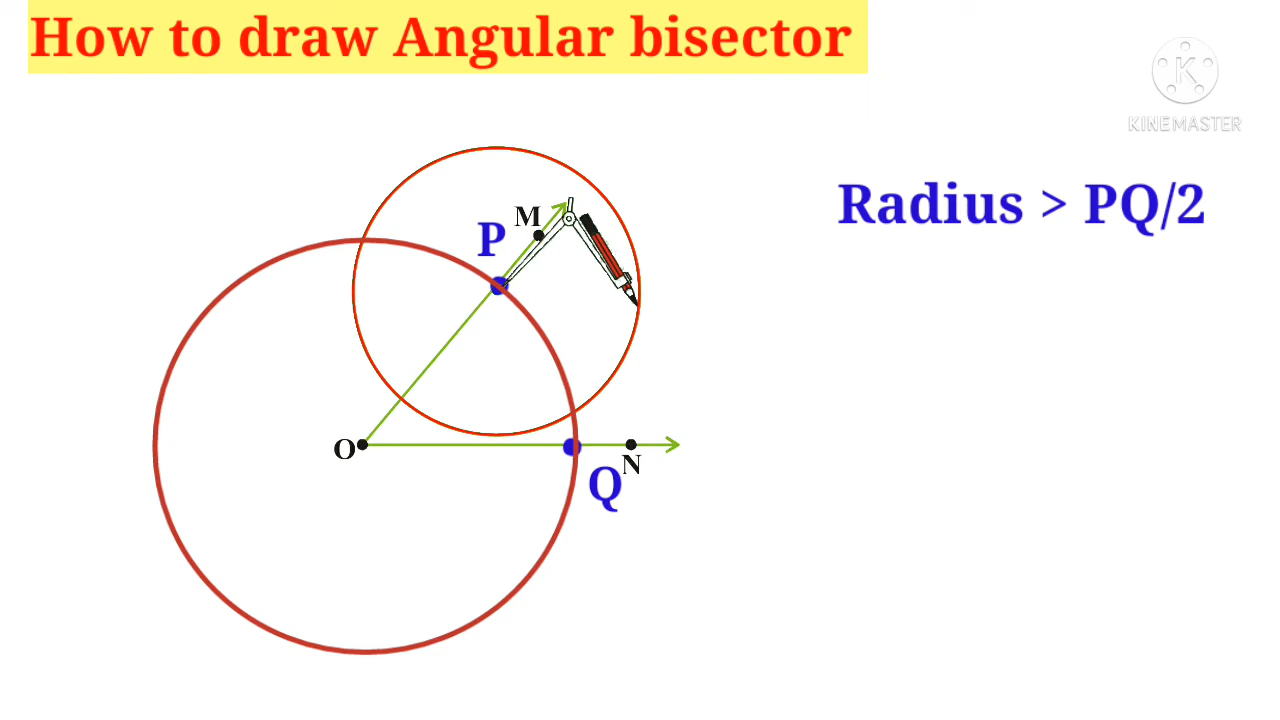 How to draw Angular bisector
K
KINEMASTER
Radius > PQ/2
M
P
O
N
Q